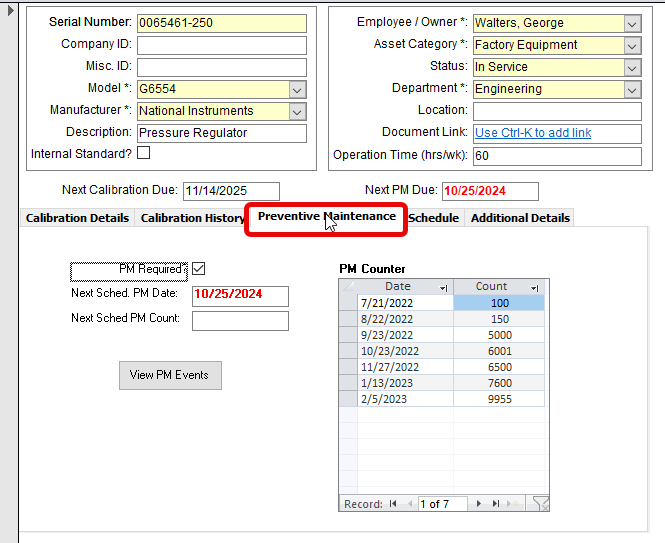 Serial Number: 0065461-250
Company ID:
Misc. ID:
Model *: G6554
Manufacturer *: National Instruments
Description: Pressure Regulator
Internal Standard?
Employee / Owner *: Walters, George
Asset Category *: Factory Equipment
Status: In Service
Department *: Engineering
Location:
Document Link: Use Ctrl-K to add link
Operation Time (hrs/wk): 60
Next Calibration Due: 11/14/2025 Next PM Due: 10/25/2024
Calibration Details Calibration History Preventive Maintenance Schedule Additional Details
PM Required?
Next Sched. PM Date: 10/25/2024
Next Sched PM Count:
View PM Events
PM Counter
Date Count
7/21/2022 100
8/22/2022 150
9/23/2022 5000
10/23/2022 6001
11/27/2022 6500
1/13/2023 7600
2/5/2023 9955
Record: 1 of 7